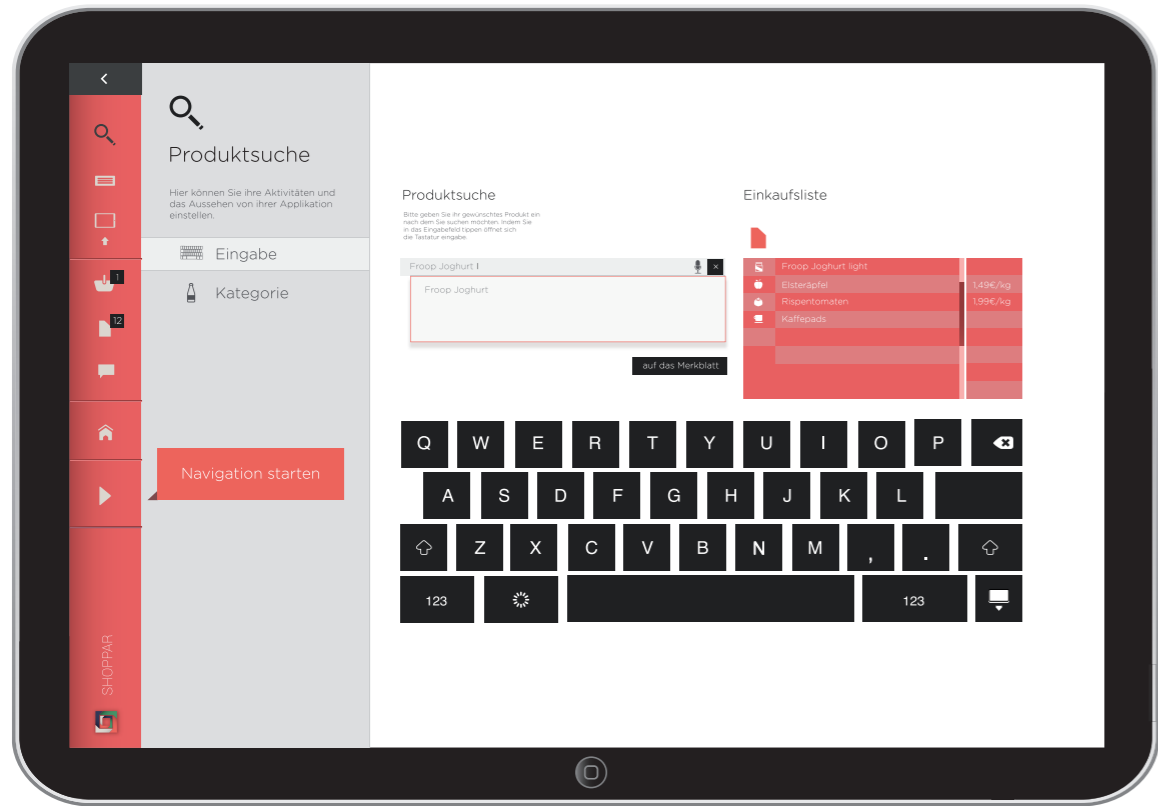 Produktsuche
Hier können Sie ihre Aktivitäten und
das Aussehen von ihrer Applikation
einstellen.
Eingabe
Kategorie
1
12
Navigation starten
SHOPPAR
Produktsuche
Bitte geben Sie ihr gewünschtes Produkt ein
nach dem Sie suchen möchten. Indem Sie
in das Eingabefeld tippen öffnet sich
die Tastatur eingabe.
Froop Joghurt l
×
Froop Joghurt
auf das Merkblatt
Einkaufsliste
Froop Joghurt light
Elsteräpfel 1,49€/kg
Rispentomaten 1,99€/kg
Kaffepads
Q W E R T Y U I O P
A S D F G H J K L
Z X C V B N M , .
123 123